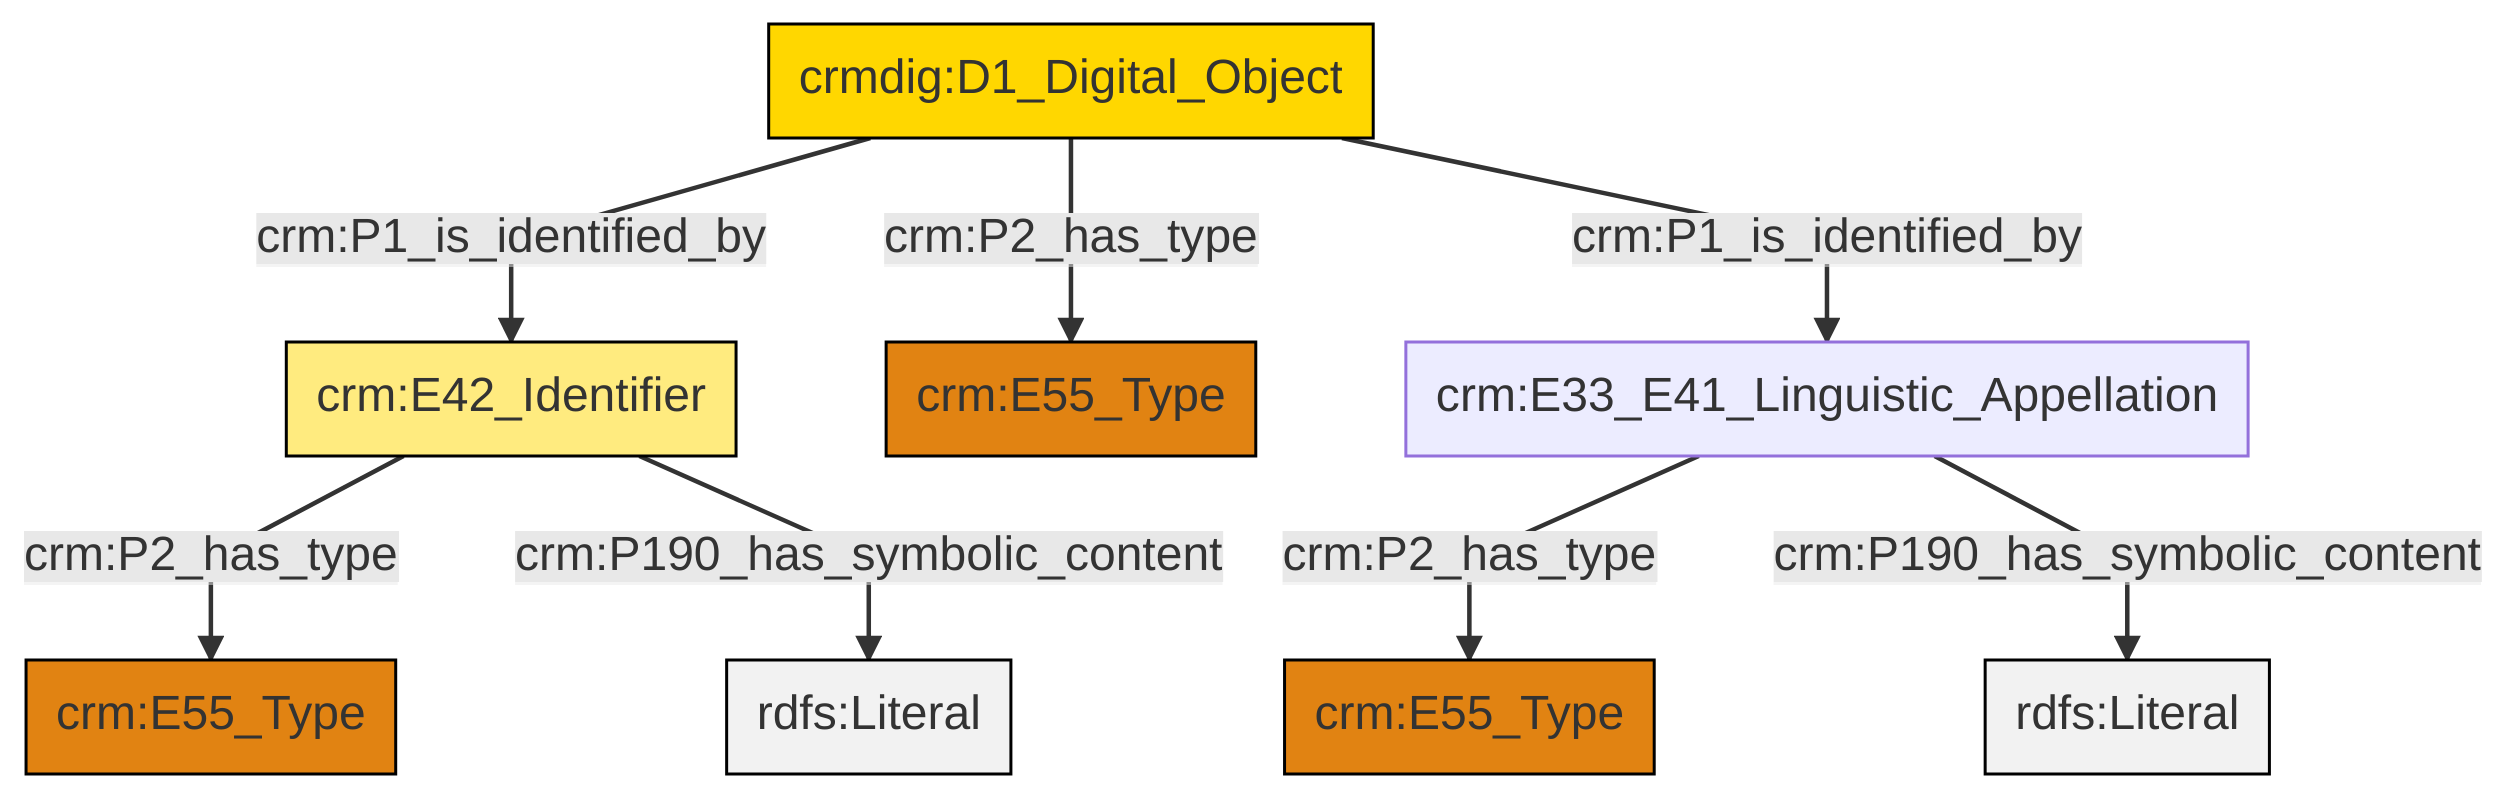 crmdig:D1_Digital_Object
crm:P1_is_identified_by
crm:P2_has_type
crm:P1_is_identified_by
crm:E42_Identifier
crm:E55_Type
crm:E33_E41_Linguistic_Appellation
crm:P2_has_type
crm:P190_has_symbolic_content
crm:P2_has_type
crm:P190_has_symbolic_content
crm:E55_Type
rdfs:Literal
crm:E55_Type
rdfs:Literal